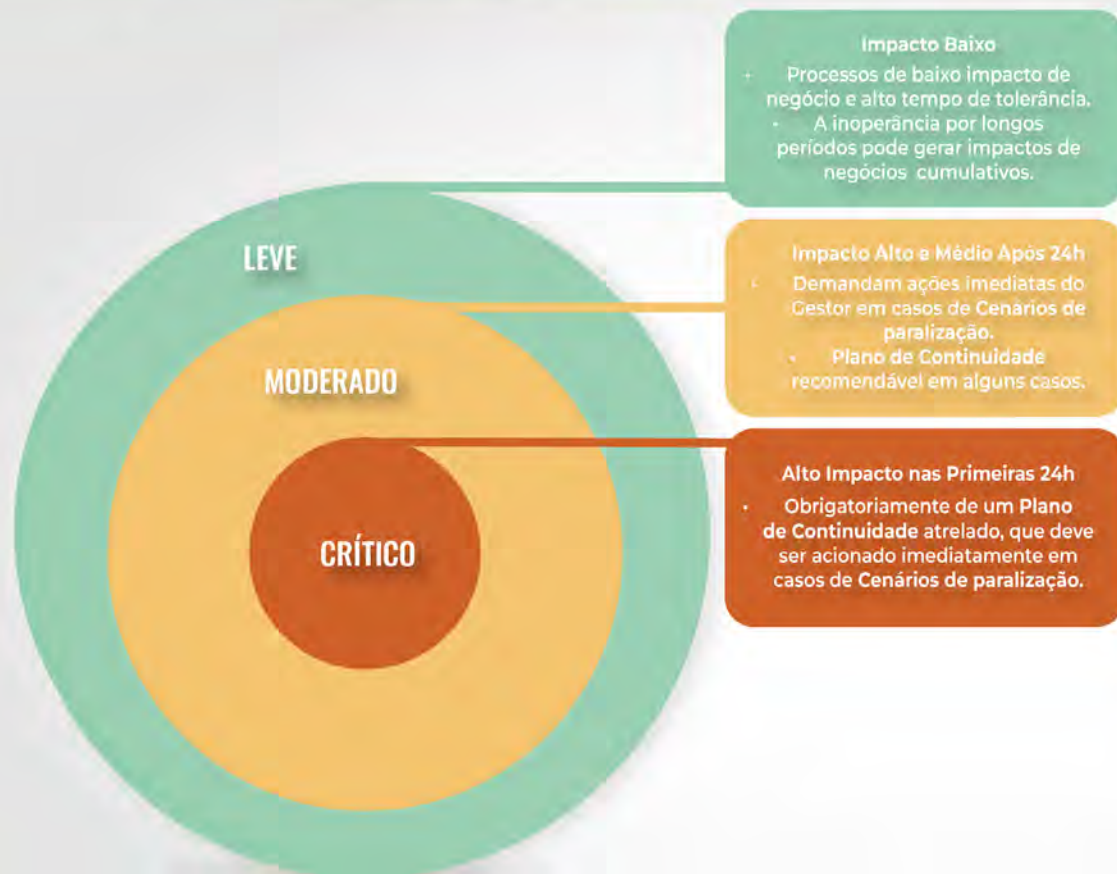 Impacto Baixo
• Processos de baixo impacto de
negócio e alto tempo de tolerância.
• A inoperância por longos
períodos pode gerar impactos de
negócios cumulativos.
LEVE
Impacto Alto e Médio Após 24h
• Demandam ações imediatas do
Gestor em casos de Cenários de
paralização.
• Plano de Continuidade
recomendável em alguns casos.
MODERADO
Alto Impacto nas Primeiras 24h
• Obrigatoriamente de um Plano
de Continuidade atrelado, que deve
ser acionado imediatamente em
casos de Cenários de paralização.
CRÍTICO